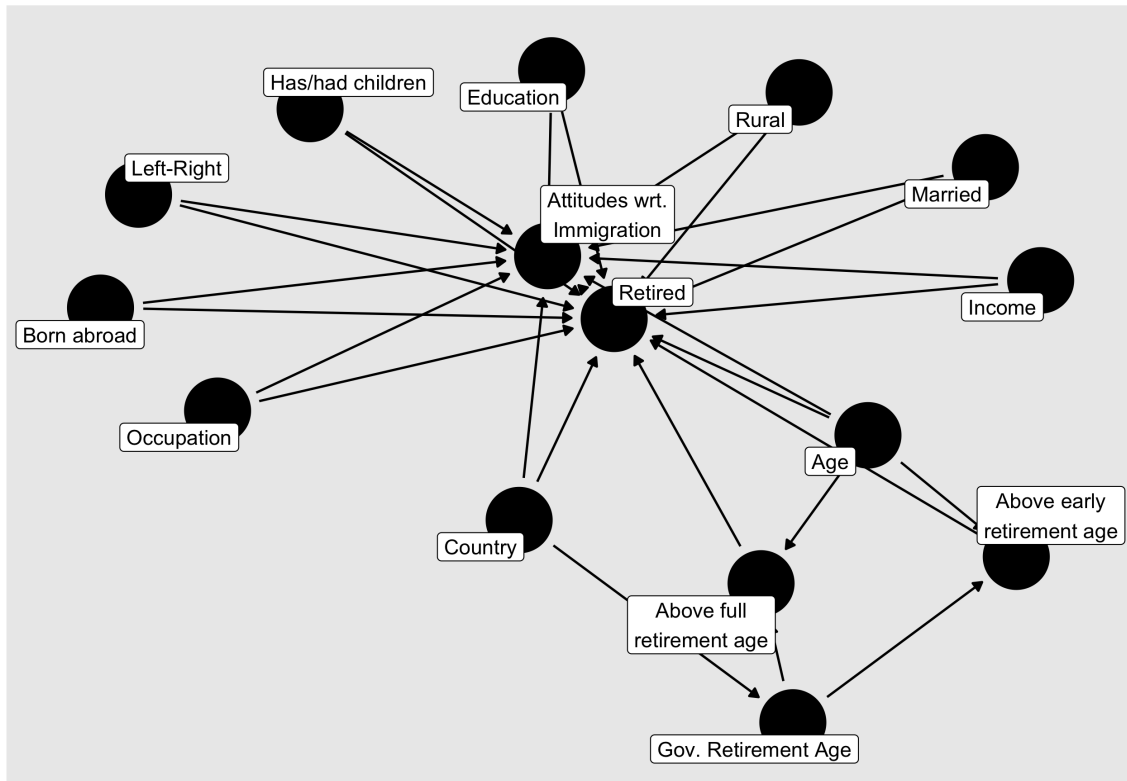 Has/had children
Education
Rural
Left-Right
Married
Attitudes wrt.
Immigration
Retired
Income
Born abroad
Occupation
Age
Above early
retirement age
Country
Above full
retirement age
Gov. Retirement Age